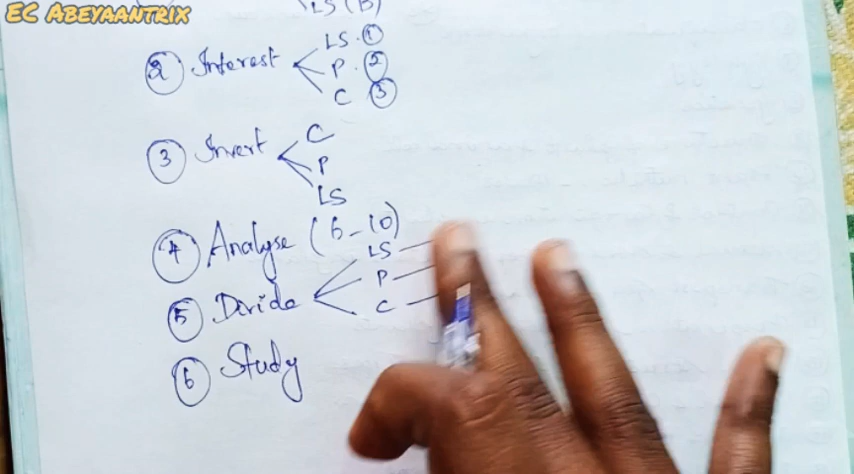 EC ABEYAANTRIX
LS (B)
② Interest
LS . ①
P . ②
C ③
③ Invert
C
P
LS
④ Analyse (6-10)
⑤ Divide
LS -
P -
C -
⑥ Study